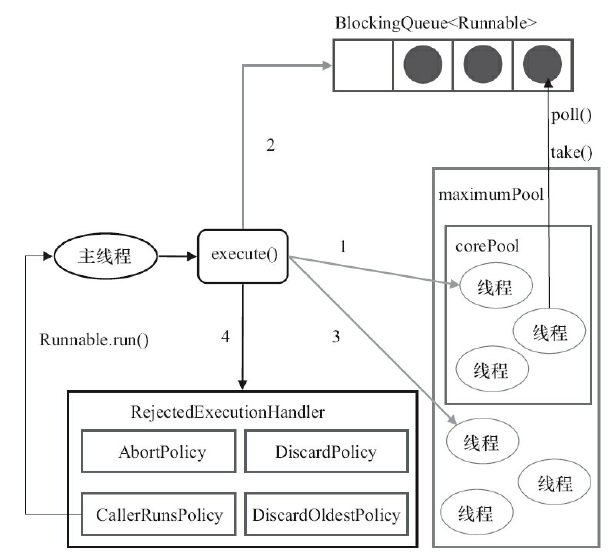 BlockingQueue<Runnable>
poll()
2
take()
maximumPool
corePool
主线程
execute()
1
线程
线程
Runnable.run()
4
3
线程
RejectedExecutionHandler
线程
AbortPolicy
DiscardPolicy
线程
CallerRunsPolicy
DiscardOldestPolicy
线程